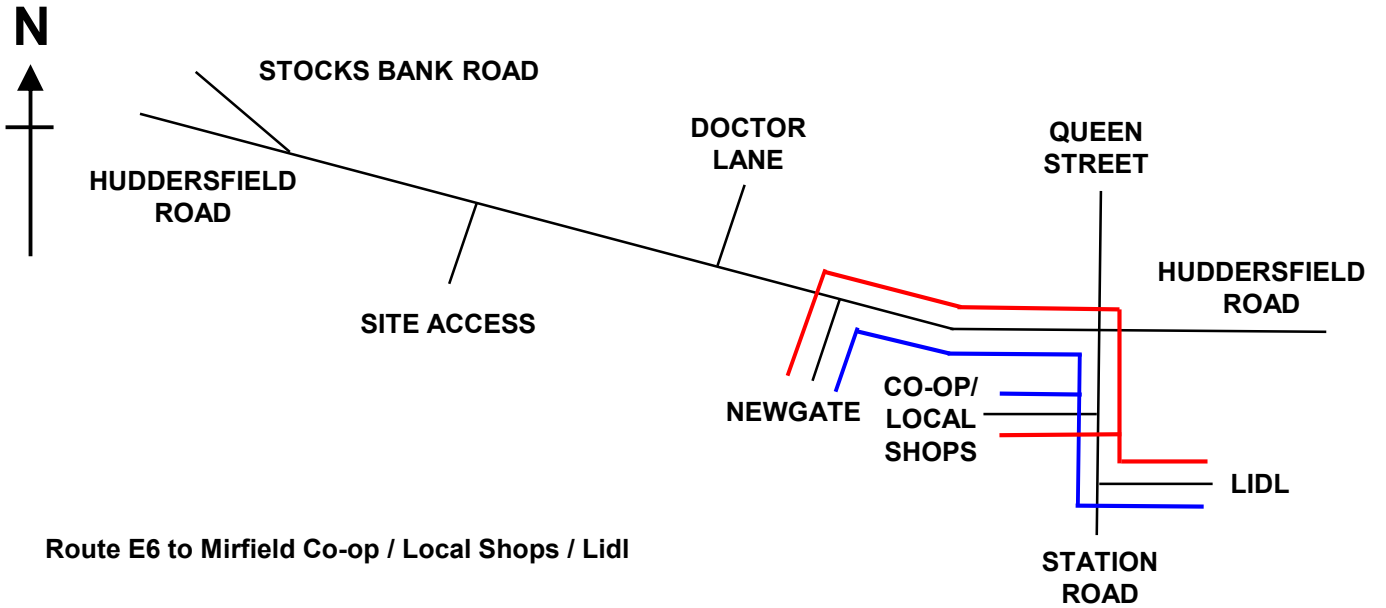 N
STOCKS BANK ROAD
HUDDERSFIELD
ROAD
SITE ACCESS
DOCTOR
LANE
QUEEN
STREET
HUDDERSFIELD
ROAD
NEWGATE
CO-OP/
LOCAL
SHOPS
LIDL
STATION
ROAD
Route E6 to Mirfield Co-op / Local Shops / Lidl